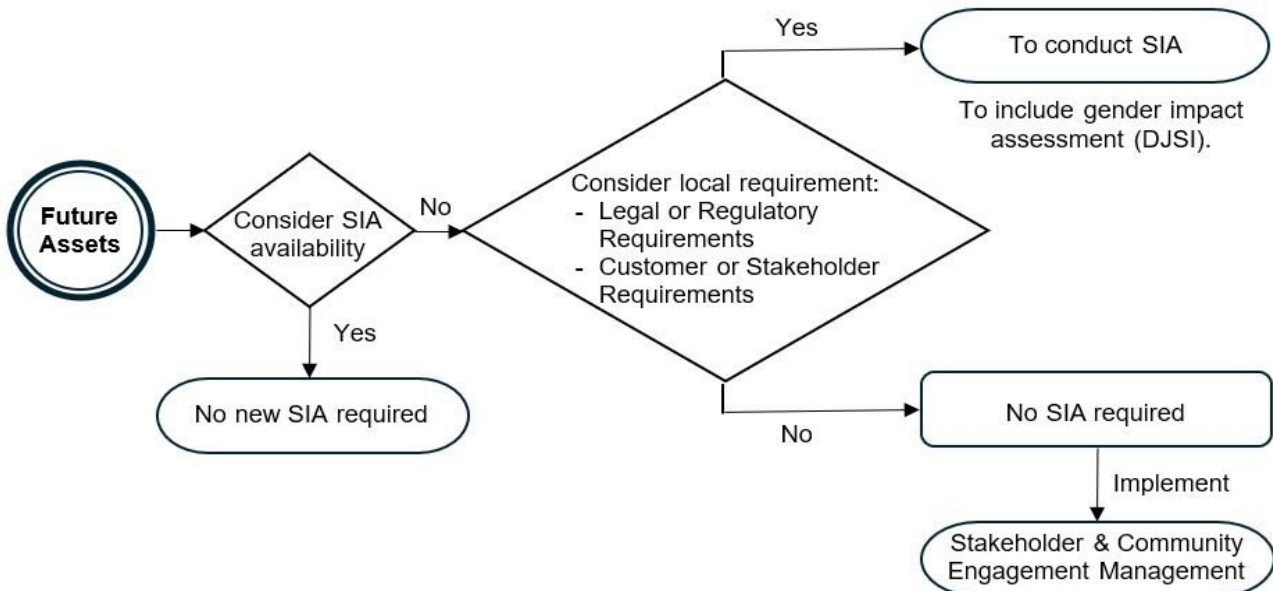 Yes
To conduct SIA
To include gender impact
assessment (DJSI).
Future
Assets
Consider SIA
availability
No
Consider local requirement:
- Legal or Regulatory
Requirements
- Customer or Stakeholder
Requirements
Yes
No new SIA required
No
No SIA required
Implement
Stakeholder & Community
Engagement Management